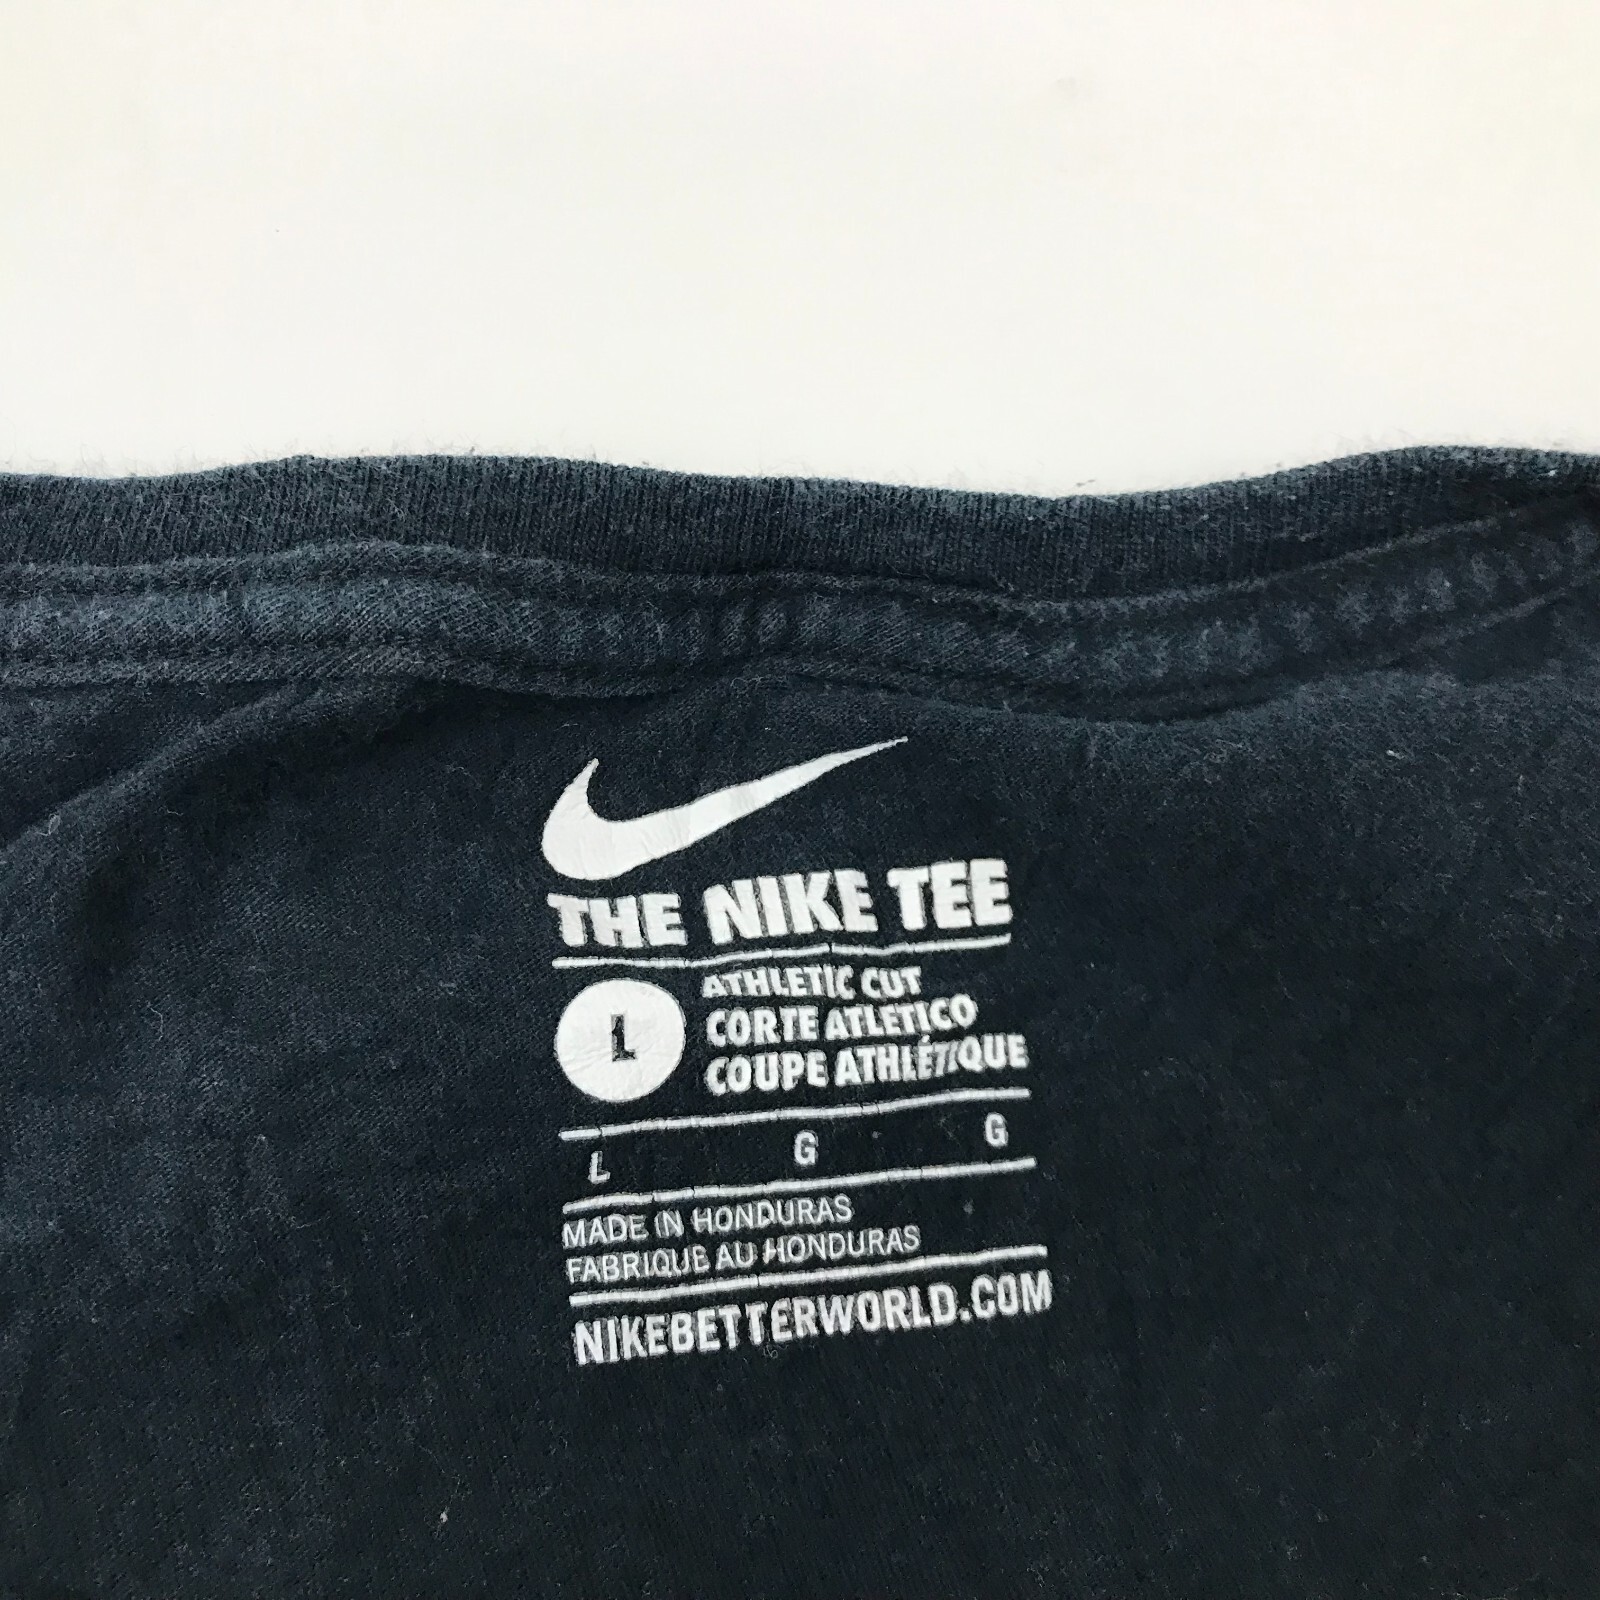 THE NIKE TEE
L
ATHLETIC CUT
CORTE ATLETICO
COUPE ATHLÉTIQUE
L G G
MADE IN HONDURAS
FABRIQUE AU HONDURAS
NIKEBETTERWORLD.COM